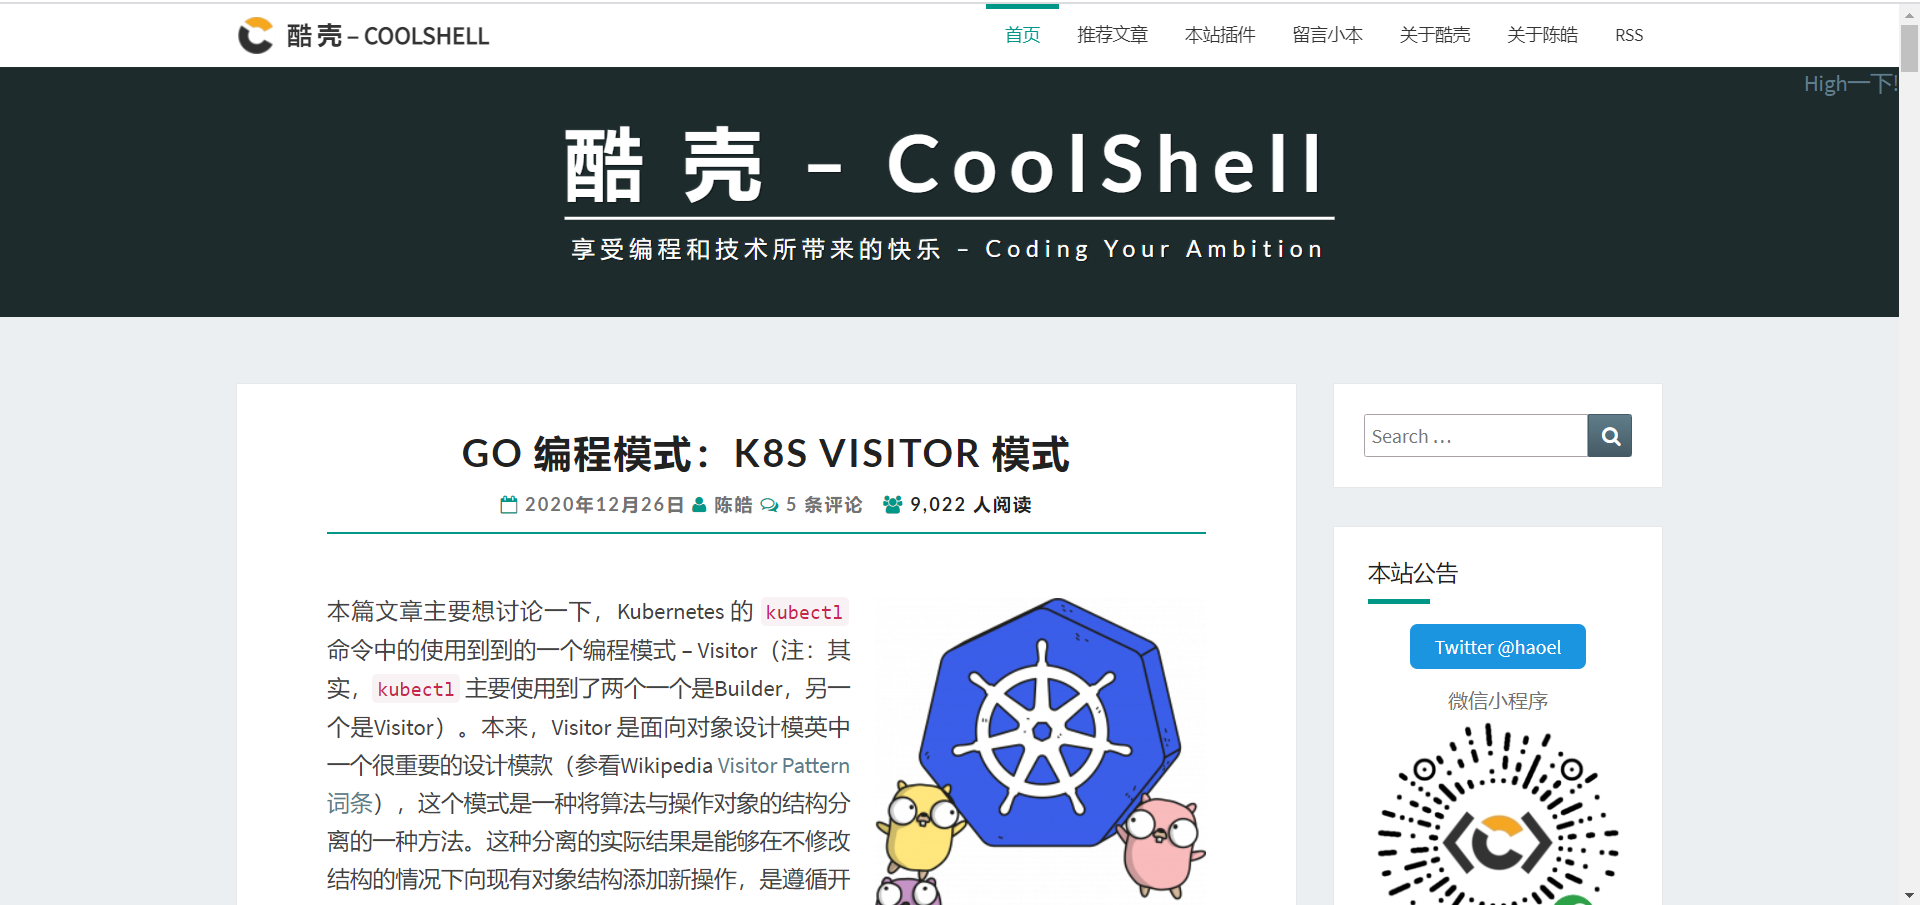 酷 壳 – COOLSHELL
首页 推荐文章 本站插件 留言小本 关于酷壳 关于陈皓 RSS
High一下!
酷 壳 – CoolShell
享受编程和技术所带来的快乐 – Coding Your Ambition
GO 编程模式：K8S VISITOR 模式
2020年12月26日 陈皓 5 条评论 9,022 人阅读
本篇文章主要想讨论一下，Kubernetes 的 kubectl
命令中的使用到到的一个编程模式 – Visitor（注：其
实，kubectl 主要使用到了两个一个是Builder，另一
个是Visitor）。本来，Visitor 是面向对象设计模英中
一个很重要的设计模款（参看Wikipedia Visitor Pattern
词条），这个模式是一种将算法与操作对象的结构分
离的一种方法。这种分离的实际结果是能够在不修改
结构的情况下向现有对象结构添加新操作，是遵循开
Search …
本站公告
Twitter @haoel
微信小程序